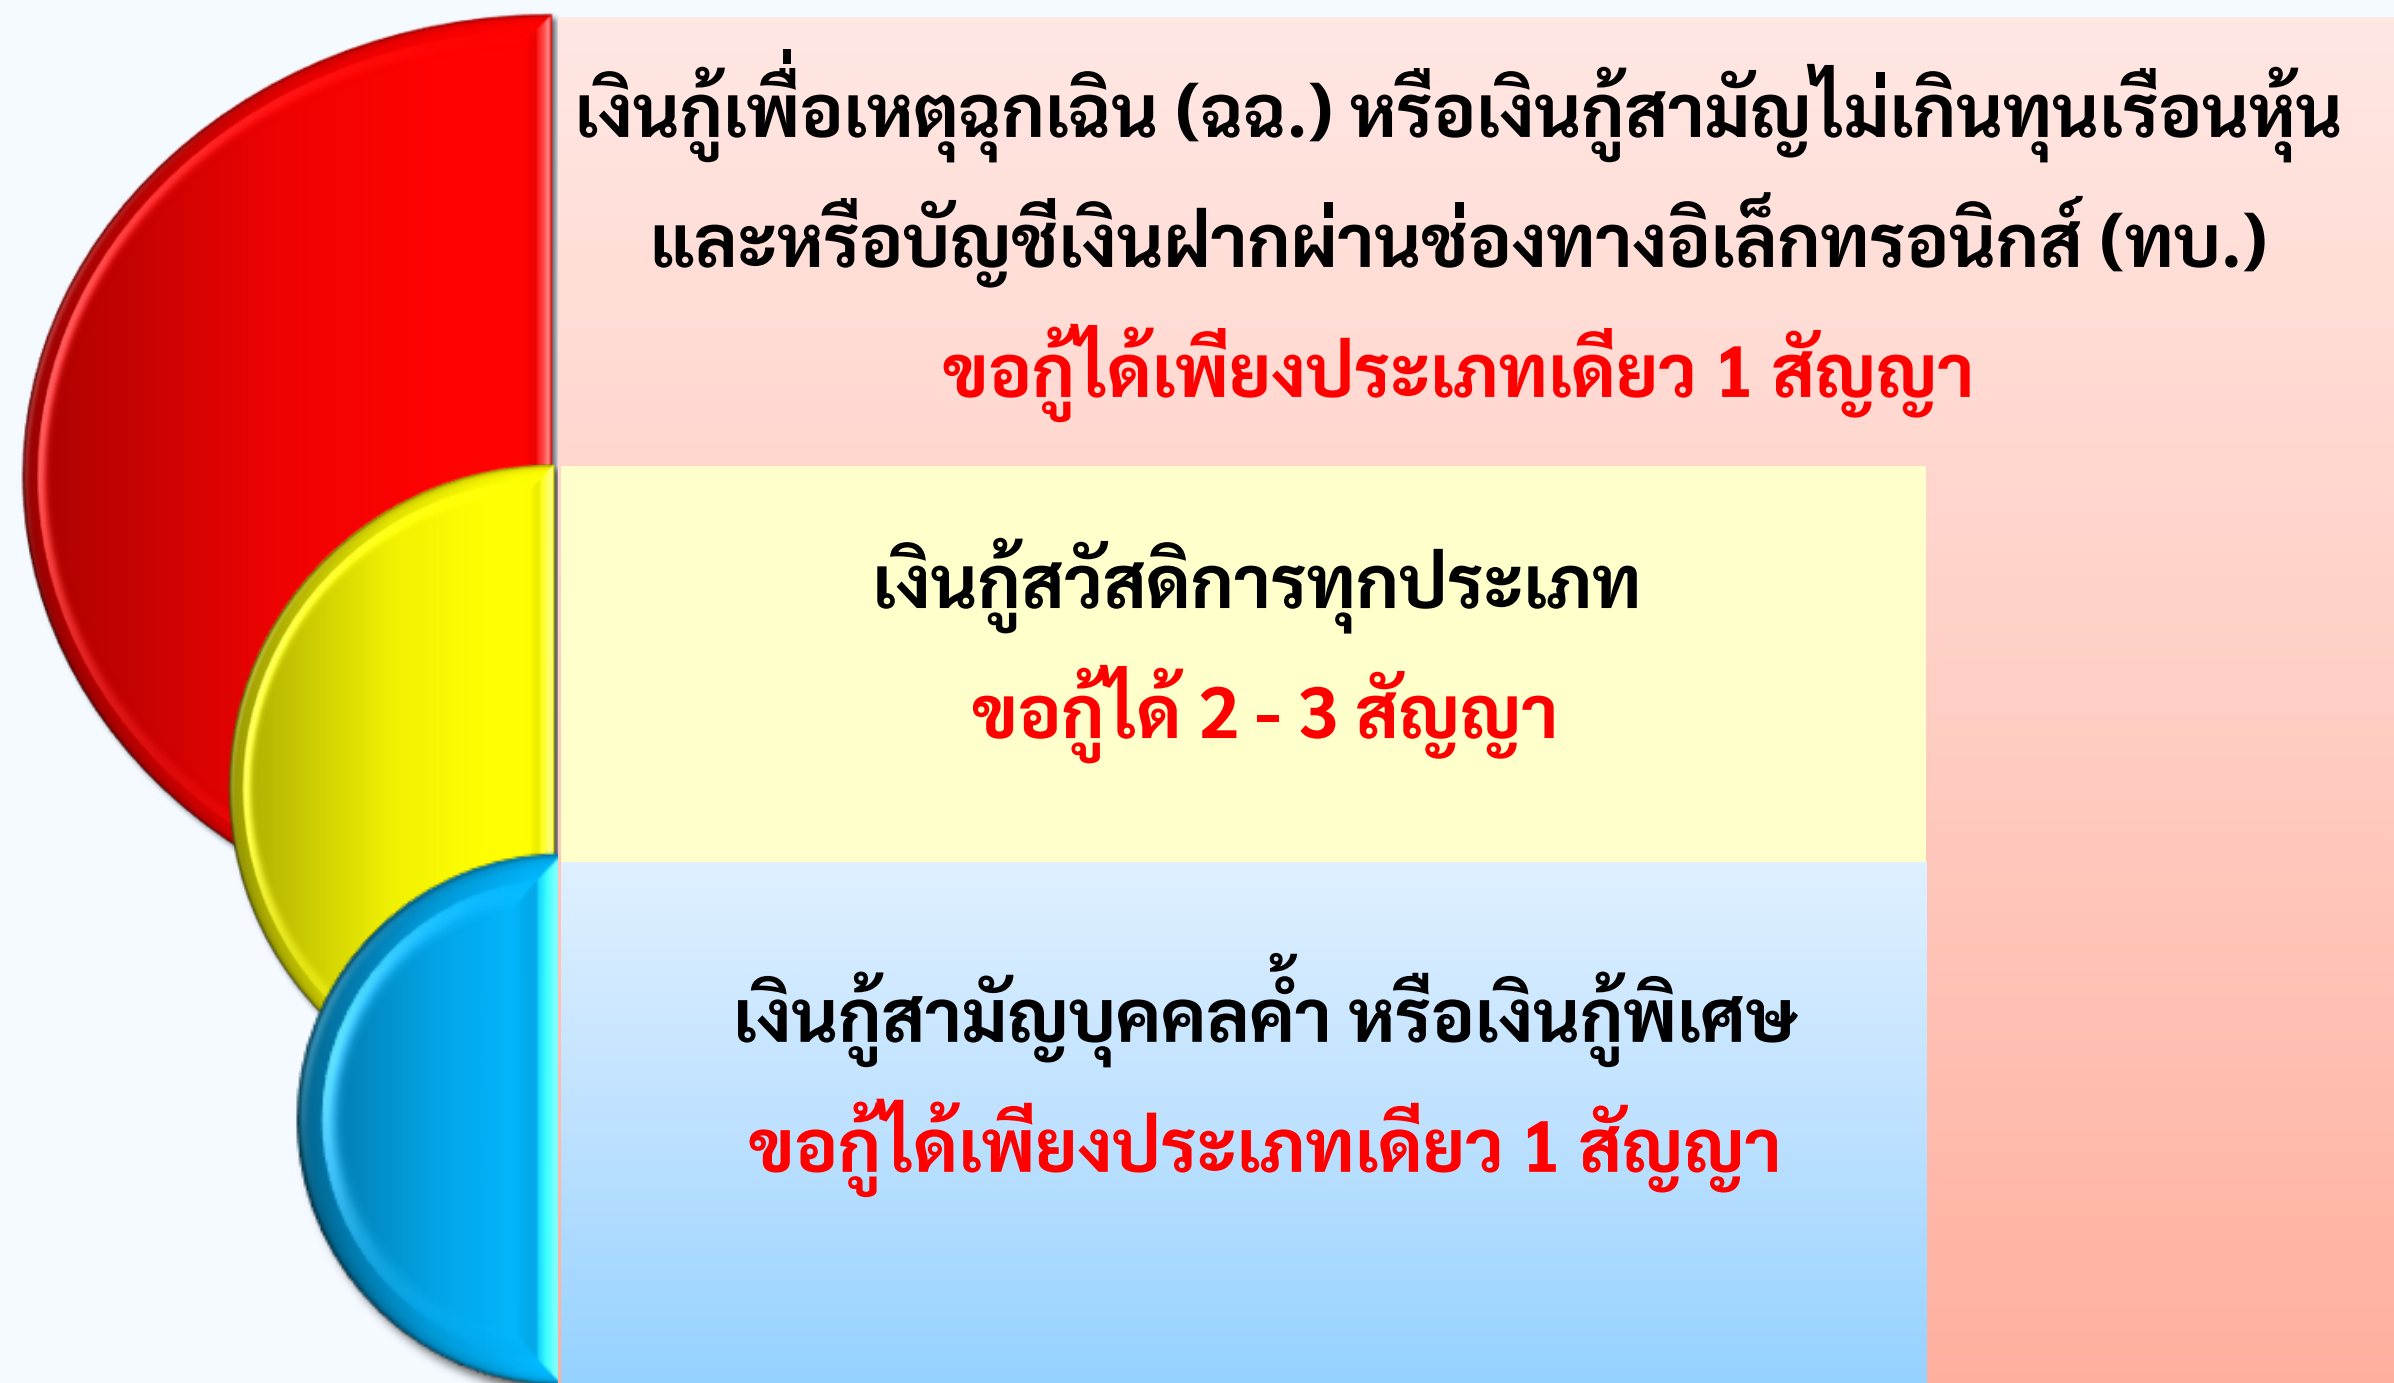 เงินกู้เพื่อเหตุฉุกเฉิน (ฉฉ.) หรือเงินกู้สามัญไม่เกินทุนเรือนหุ้น
และหรือบัญชีเงินฝากผ่านช่องทางอิเล็กทรอนิกส์ (ทบ.)
ขอกู้ได้เพียงประเภทเดียว 1 สัญญา
เงินกู้สวัสดิการทุกประเภท
ขอกู้ได้ 2 - 3 สัญญา
เงินกู้สามัญบุคคลค้ำ หรือเงินกู้พิเศษ
ขอกู้ได้เพียงประเภทเดียว 1 สัญญา